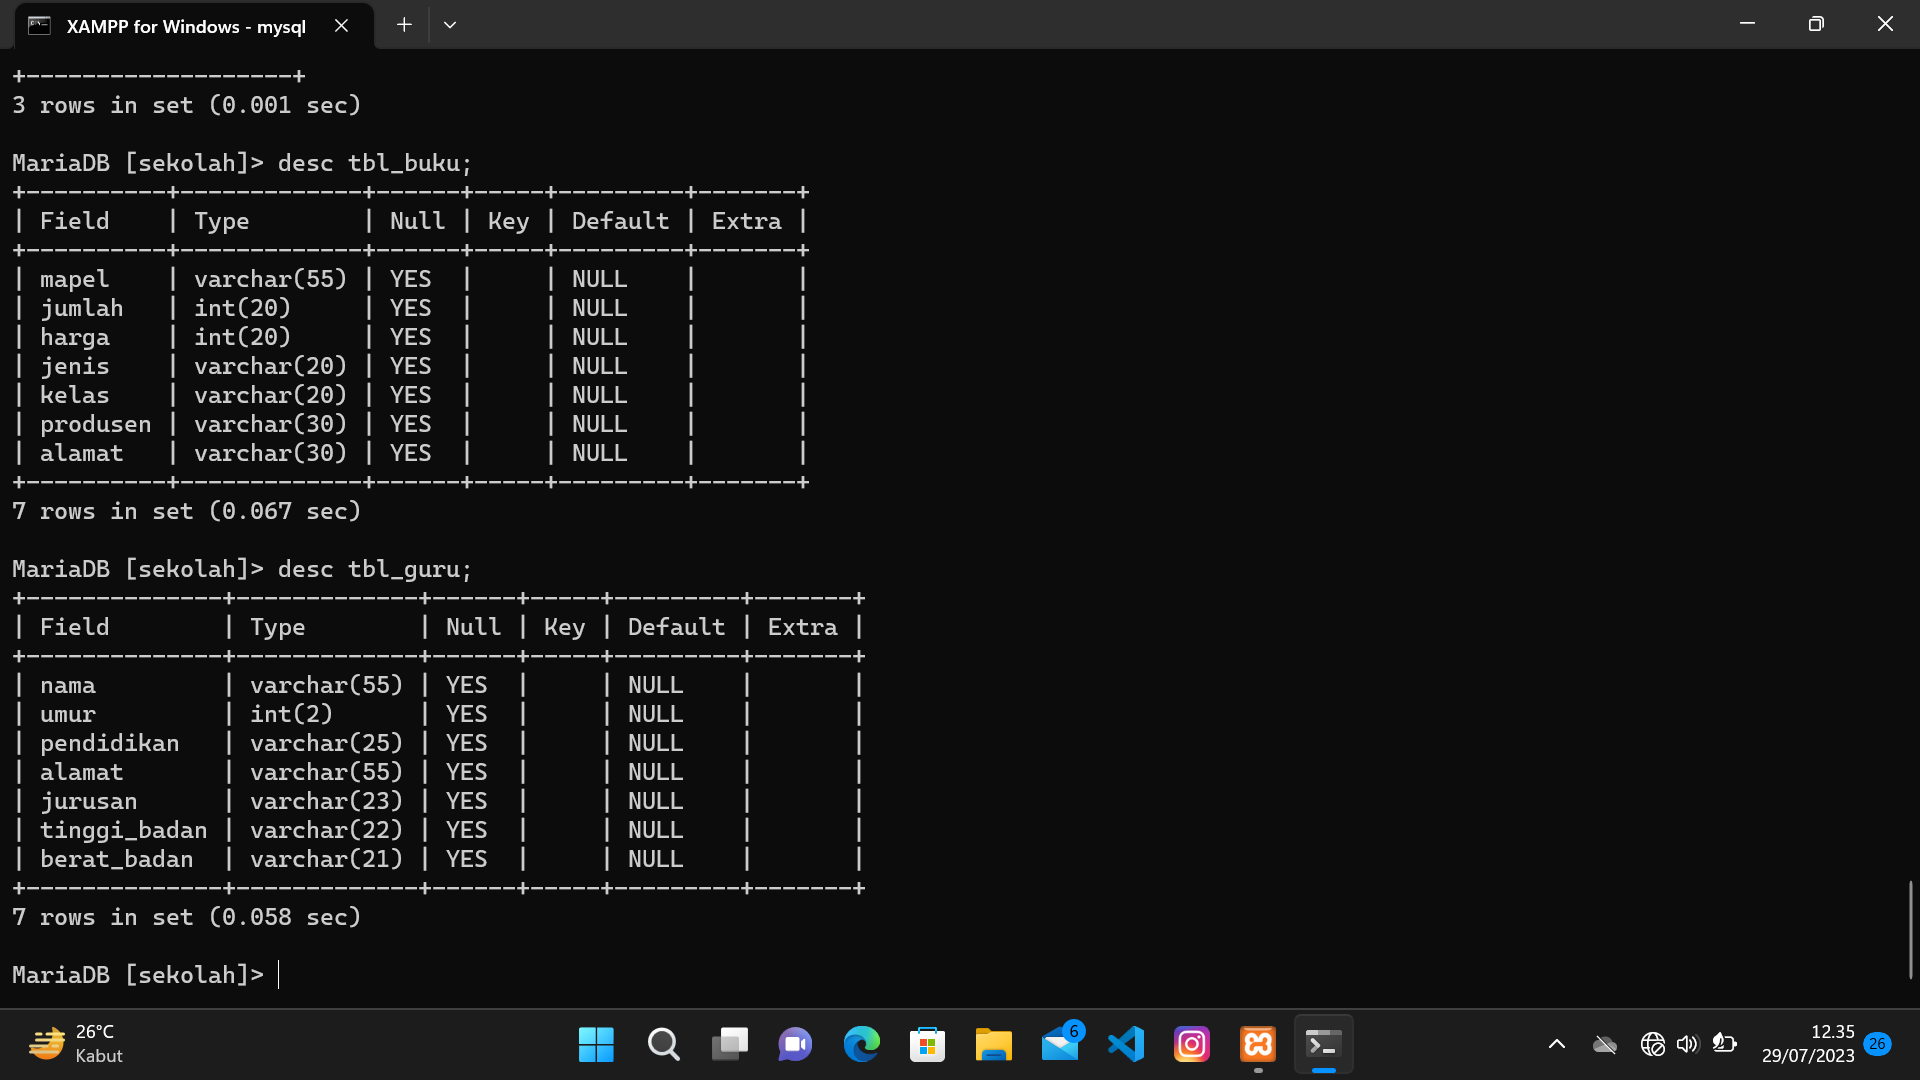 XAMPP for Windows - mysql
+-------------------+
3 rows in set (0.001 sec)
MariaDB [sekolah]> desc tbl_buku;
+----------+-------------+------+-----+---------+-------+
| Field    | Type        | Null | Key | Default | Extra |
+----------+-------------+------+-----+---------+-------+
| mapel    | varchar(55) | YES  |     | NULL    |       |
| jumlah   | int(20)     | YES  |     | NULL    |       |
| harga    | int(20)     | YES  |     | NULL    |       |
| jenis    | varchar(20) | YES  |     | NULL    |       |
| kelas    | varchar(20) | YES  |     | NULL    |       |
| produsen | varchar(30) | YES  |     | NULL    |       |
| alamat   | varchar(30) | YES  |     | NULL    |       |
+----------+-------------+------+-----+---------+-------+
7 rows in set (0.067 sec)
MariaDB [sekolah]> desc tbl_guru;
+--------------+-------------+------+-----+---------+-------+
| Field        | Type        | Null | Key | Default | Extra |
+--------------+-------------+------+-----+---------+-------+
| nama         | varchar(55) | YES  |     | NULL    |       |
| umur         | int(2)      | YES  |     | NULL    |       |
| pendidikan   | varchar(25) | YES  |     | NULL    |       |
| alamat       | varchar(55) | YES  |     | NULL    |       |
| jurusan      | varchar(23) | YES  |     | NULL    |       |
| tinggi_badan | varchar(22) | YES  |     | NULL    |       |
| berat_badan  | varchar(21) | YES  |     | NULL    |       |
+--------------+-------------+------+-----+---------+-------+
7 rows in set (0.058 sec)
MariaDB [sekolah]>
26°C
Kabut
6
12.35
29/07/2023
26